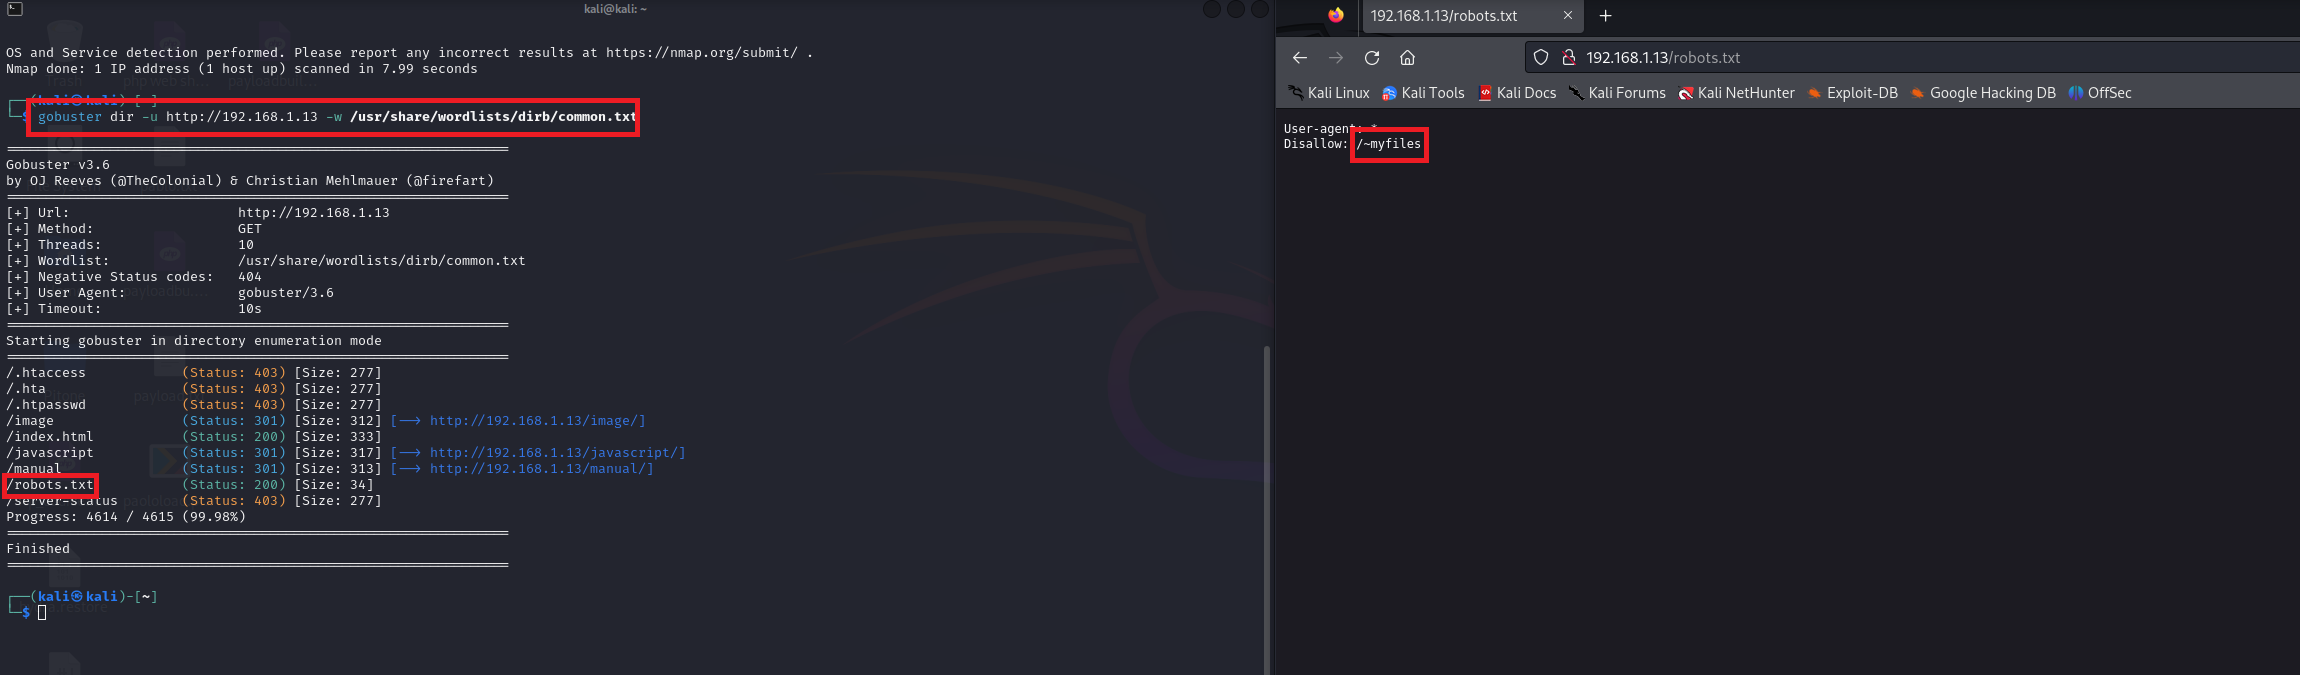 kali@kali: ~
OS and Service detection performed. Please report any incorrect results at https://nmap.org/submit/ .
Nmap done: 1 IP address (1 host up) scanned in 7.99 seconds
(kali㉿kali)-[~]
$ gobuster dir -u http://192.168.1.13 -w /usr/share/wordlists/dirb/common.txt
===============================================================
Gobuster v3.6
by OJ Reeves (@TheColonial) & Christian Mehlmauer (@firefart)
===============================================================
[+] Url:                     http://192.168.1.13
[+] Method:                  GET
[+] Threads:                 10
[+] Wordlist:                /usr/share/wordlists/dirb/common.txt
[+] Negative Status codes:   404
[+] User Agent:              gobuster/3.6
[+] Timeout:                 10s
===============================================================
Starting gobuster in directory enumeration mode
===============================================================
/.htaccess            (Status: 403) [Size: 277]
/.hta                 (Status: 403) [Size: 277]
/.htpasswd            (Status: 403) [Size: 277]
/image                (Status: 301) [Size: 312] [--> http://192.168.1.13/image/]
/index.html           (Status: 200) [Size: 333]
/javascript           (Status: 301) [Size: 317] [--> http://192.168.1.13/javascript/]
/manual               (Status: 301) [Size: 313] [--> http://192.168.1.13/manual/]
/robots.txt           (Status: 200) [Size: 34]
/server-status        (Status: 403) [Size: 277]
Progress: 4614 / 4615 (99.98%)
===============================================================
Finished
===============================================================
(kali㉿kali)-[~]
$
192.168.1.13/robots.txt
192.168.1.13/robots.txt
Kali Linux Kali Tools Kali Docs Kali Forums Kali NetHunter Exploit-DB Google Hacking DB OffSec
User-agent: *
Disallow: /~myfiles